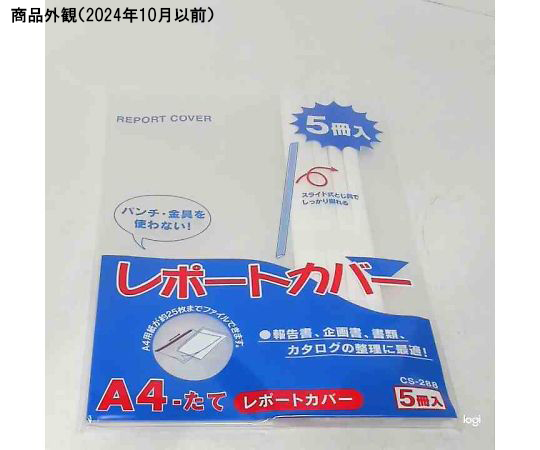 商品外観(2024年10月以前)
REPORT COVER
5冊入
スライド式とじ具で
しっかり綴れる
パンチ・金具を
使わない!
レポートカバー
A4用紙が約25枚までファイルできます。
●報告書、企画書、書類、
カタログの整理に最適!
CS-288
A4-たて
レポートカバー
5冊入
logi